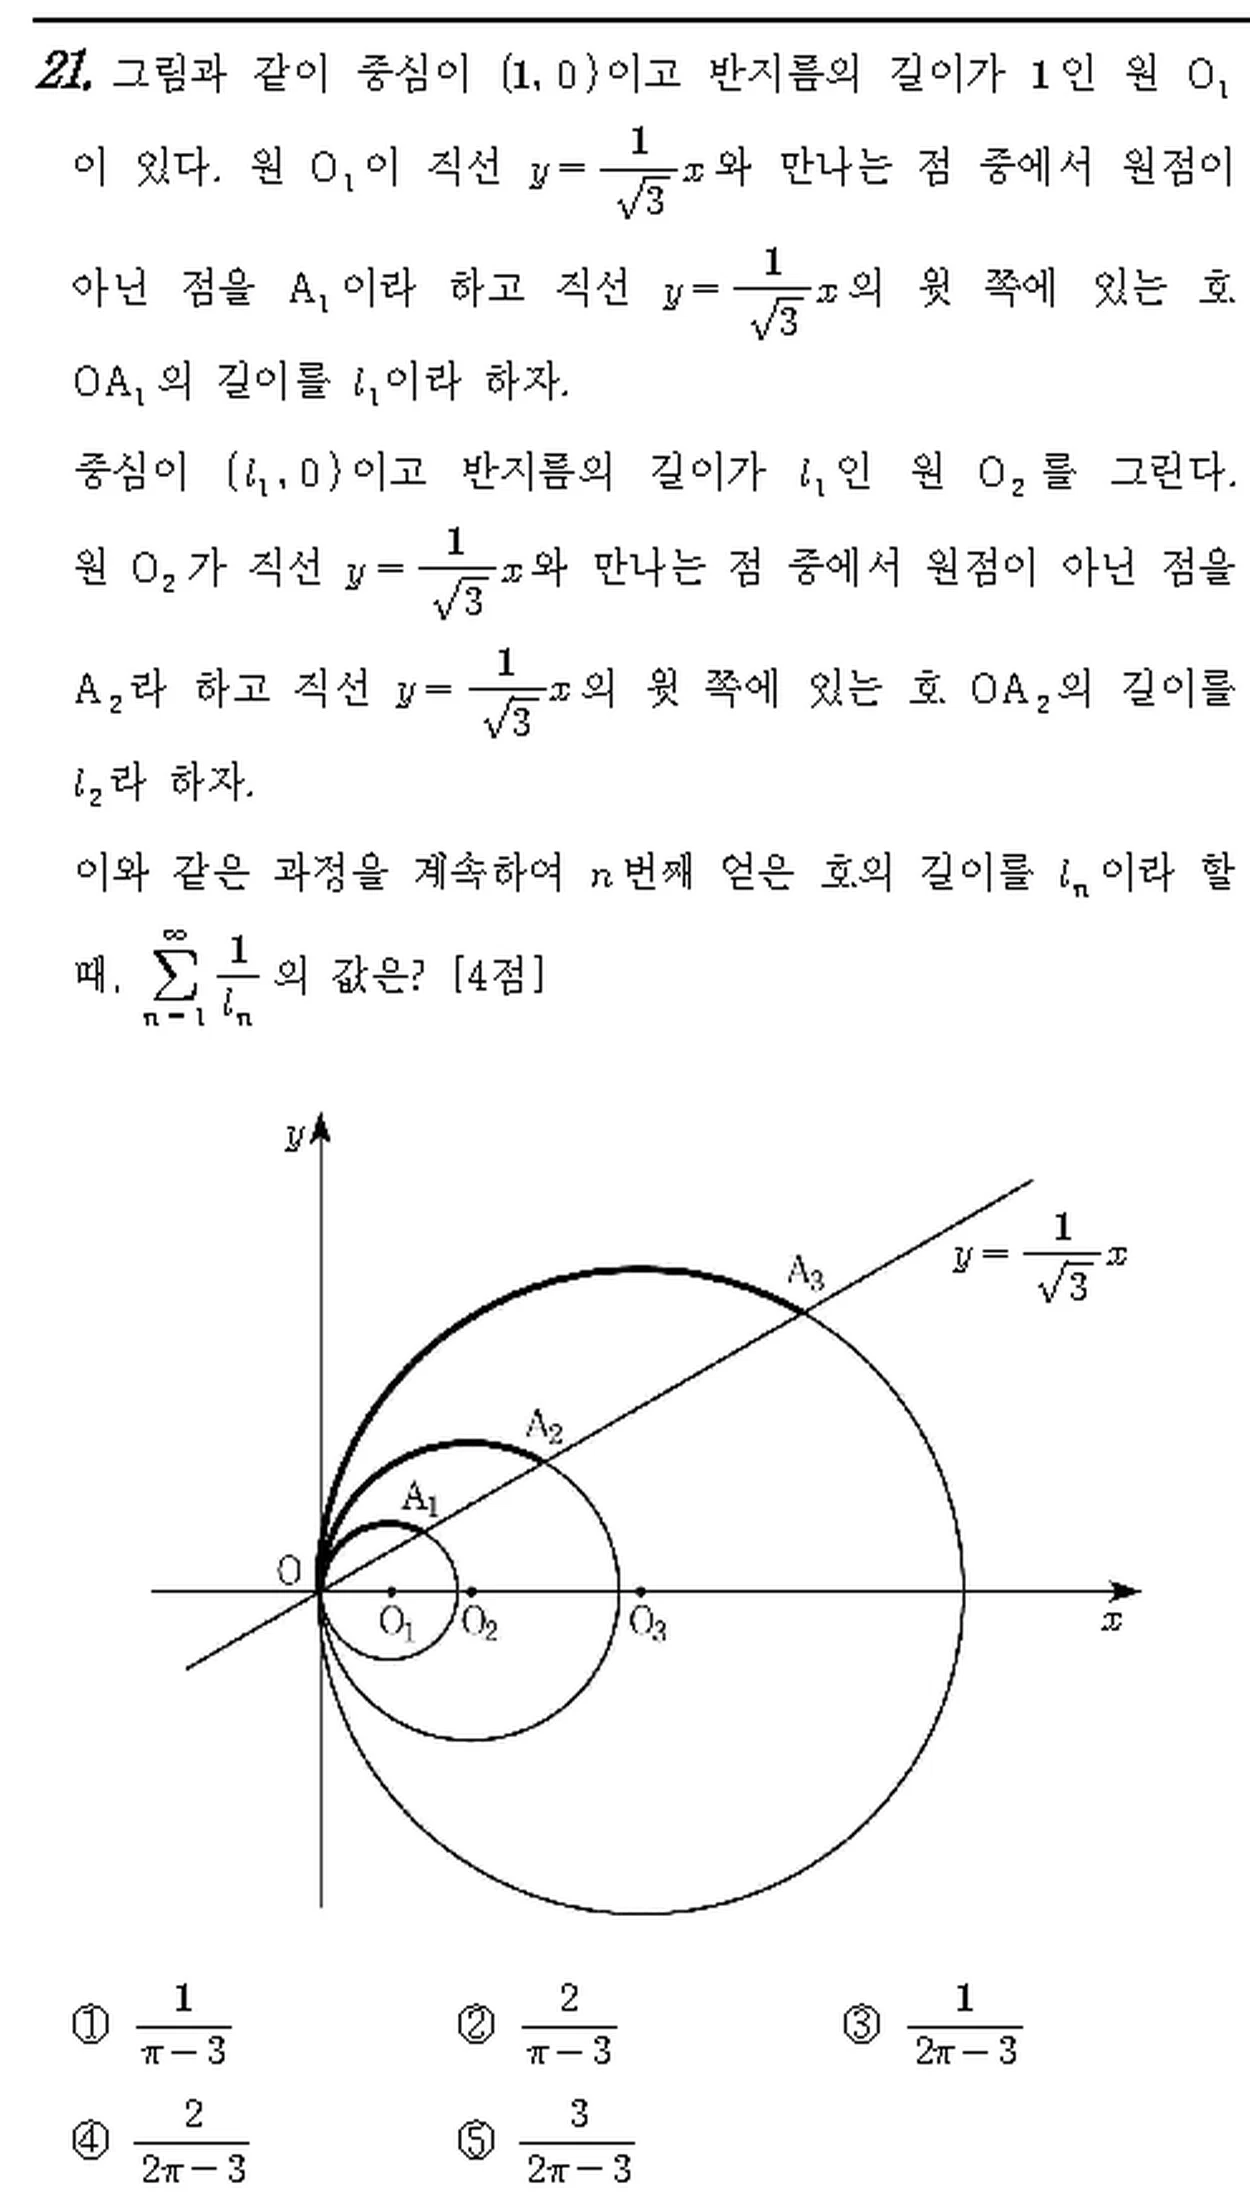 21. 그림과 같이 중심이 (1, 0)이고 반지름의 길이가 1인 원 O₁
이 있다. 원 O₁이 직선 y=1/√3 x와 만나는 점 중에서 원점이
아닌 점을 A₁이라 하고 직선 y=1/√3 x의 윗 쪽에 있는 호
OA₁의 길이를 l₁이라 하자.
중심이 (l₁, 0)이고 반지름의 길이가 l₁인 원 O₂를 그린다.
원 O₂가 직선 y=1/√3 x와 만나는 점 중에서 원점이 아닌 점을
A₂라 하고 직선 y=1/√3 x의 윗 쪽에 있는 호 OA₂의 길이를
l₂라 하자.
이와 같은 과정을 계속하여 n번째 얻은 호의 길이를 lₙ이라 할
때, ∑_{n=1}^{∞} 1/lₙ 의 값은? [4점]
y
y=1/√3 x
A₃
A₂
A₁
O
O₁ O₂ O₃ x
① 1/(π−3) ② 2/(π−3) ③ 1/(2π−3)
④ 2/(2π−3) ⑤ 3/(2π−3)